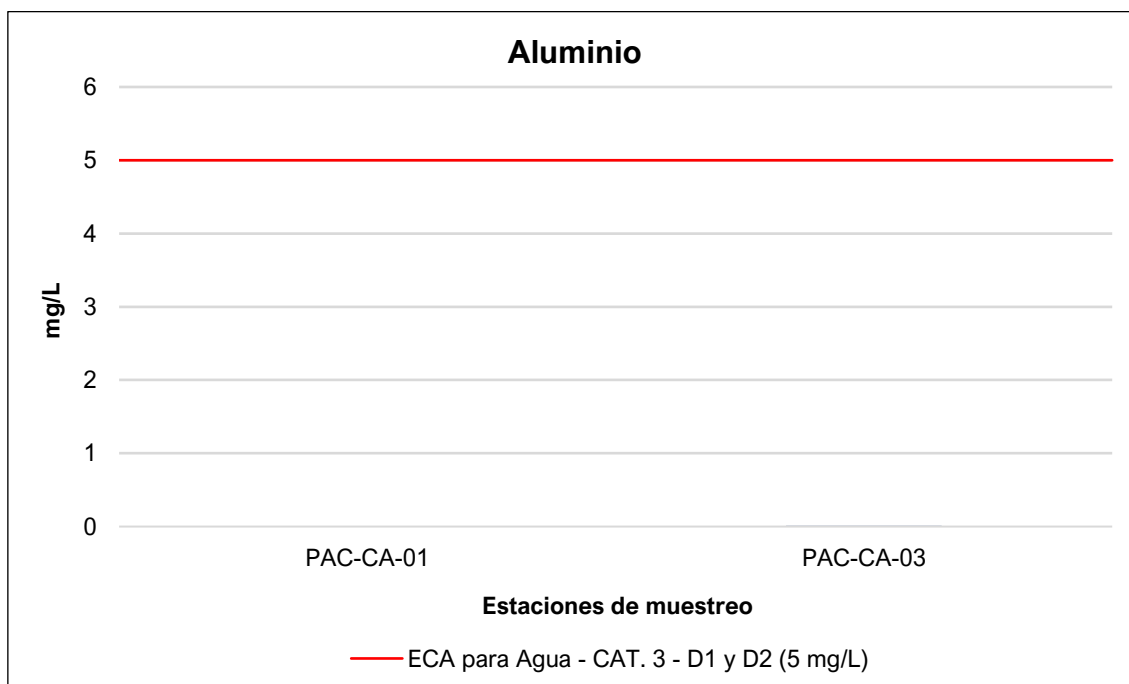 Aluminio
6
5
4
3
2
1
0
mg/L
PAC-CA-01 PAC-CA-03
Estaciones de muestreo
ECA para Agua - CAT. 3 - D1 y D2 (5 mg/L)